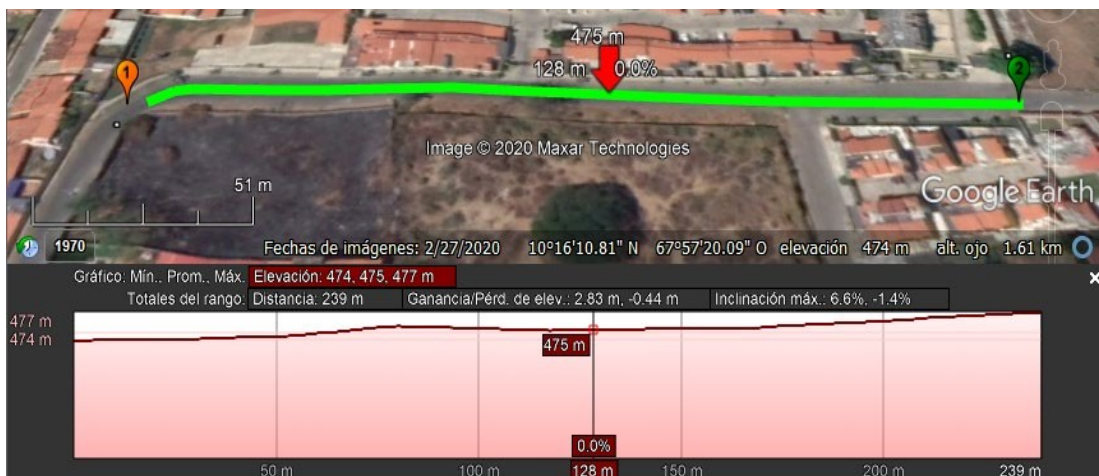 475 m
128 m 0.0%
1
2
Image © 2020 Maxar Technologies
51 m
Google Earth
1970
Fechas de imágenes: 2/27/2020 10°16'10.81" N 67°57'20.09" O elevación 474 m alt. ojo 1.61 km
Gráfico: Mín., Prom., Máx. Elevación: 474, 475, 477 m
Totales del rango: Distancia: 239 m Ganancia/Pérd. de elev.: 2.83 m, -0.44 m Inclinación máx.: 6.6%, -1.4%
477 m
474 m
475 m
0.0%
50 m 100 m 128 m 150 m 200 m 239 m